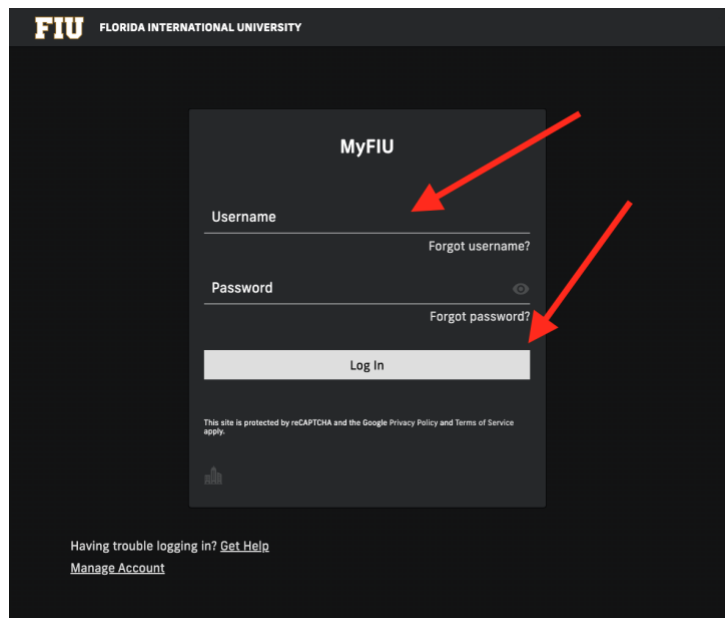 FIU FLORIDA INTERNATIONAL UNIVERSITY
MyFIU
Username
Forgot username?
Password
Forgot password?
Log In
This site is protected by reCAPTCHA and the Google Privacy Policy and Terms of Service
apply.
Having trouble logging in? Get Help
Manage Account